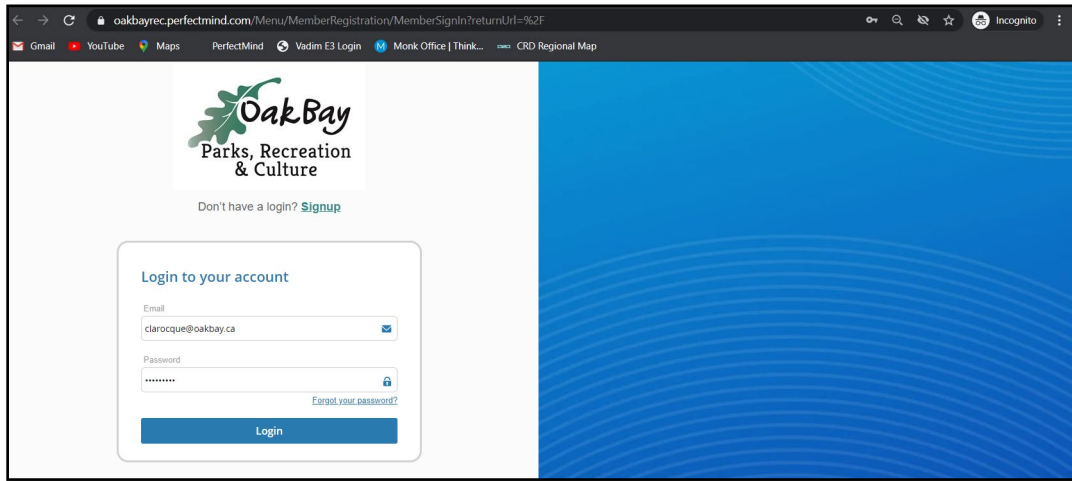 oakbayrec.perfectmind.com/Menu/MemberRegistration/MemberSignIn?returnUrl=%2F
Incognito
Gmail YouTube Maps PerfectMind Vadim E3 Login Monk Office | Think... CRD Regional Map
Oak Bay
Parks, Recreation
& Culture
Don't have a login? Signup
Login to your account
Email
clarocque@oakbay.ca
Password
•••••••••
Forgot your password?
Login